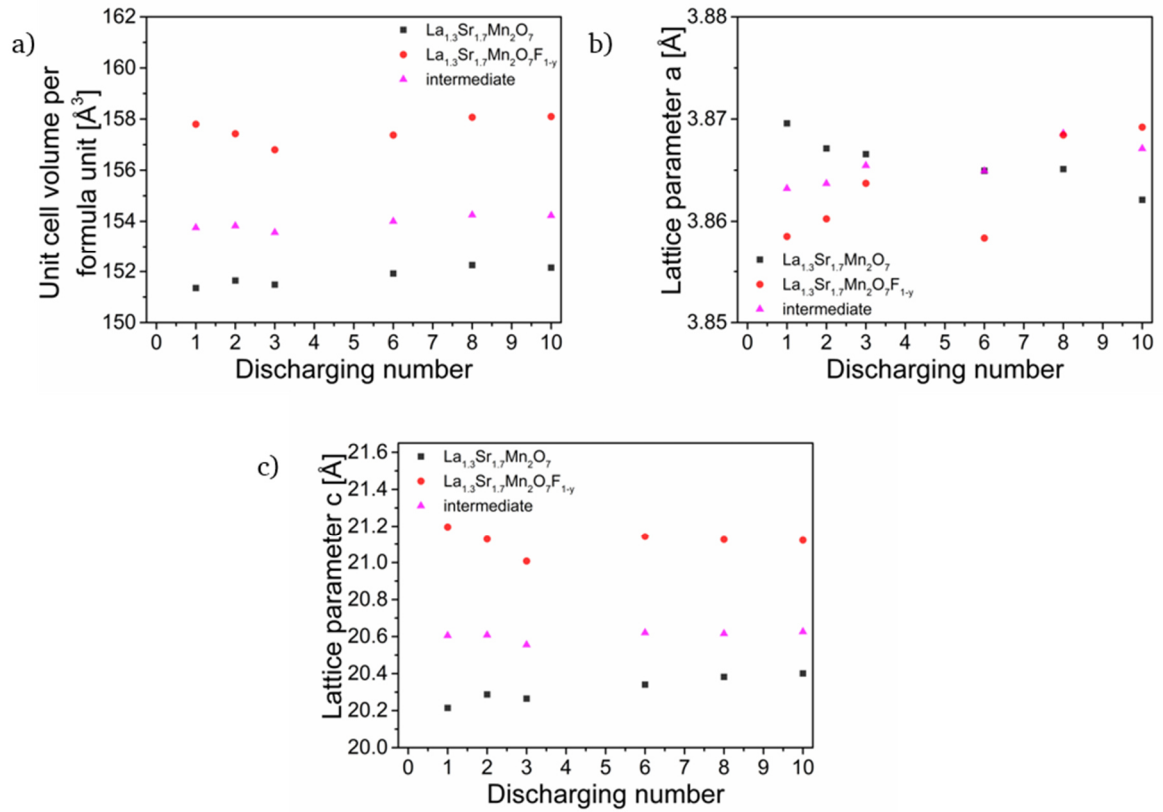 a)
Unit cell volume per
formula unit [Å³]
162
160
158
156
154
152
150
La₁.₃Sr₁.₇Mn₂O₇
La₁.₃Sr₁.₇Mn₂O₇F₁₋y
intermediate
0 1 2 3 4 5 6 7 8 9 10
Discharging number
b)
Lattice parameter a [Å]
3.88
3.87
3.86
3.85
La₁.₃Sr₁.₇Mn₂O₇
La₁.₃Sr₁.₇Mn₂O₇F₁₋y
intermediate
0 1 2 3 4 5 6 7 8 9 10
Discharging number
c)
Lattice parameter c [Å]
21.6
21.4
21.2
21.0
20.8
20.6
20.4
20.2
20.0
La₁.₃Sr₁.₇Mn₂O₇
La₁.₃Sr₁.₇Mn₂O₇F₁₋y
intermediate
0 1 2 3 4 5 6 7 8 9 10
Discharging number